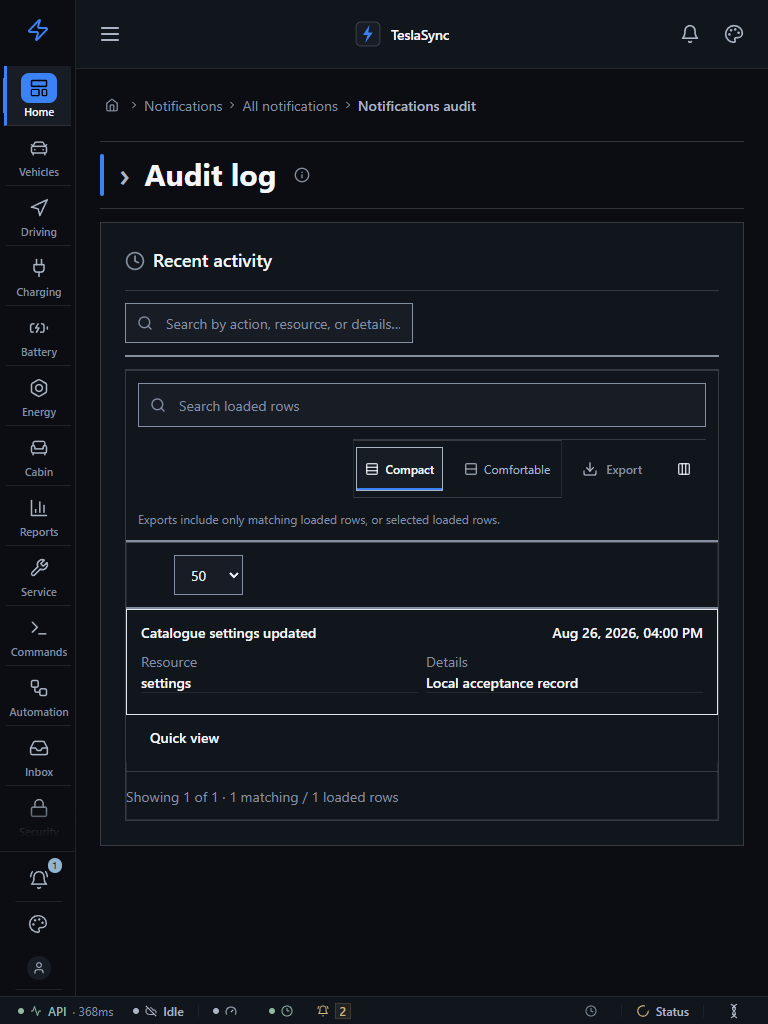 TeslaSync
Home
Vehicles
Driving
Charging
Battery
Energy
Cabin
Reports
Service
Commands
Automation
Inbox
Security
1
Notifications › All notifications › Notifications audit
› Audit log
Recent activity
Search by action, resource, or details...
Search loaded rows
Compact Comfortable Export
Exports include only matching loaded rows, or selected loaded rows.
50
Catalogue settings updated Aug 26, 2026, 04:00 PM
Resource Details
settings Local acceptance record
Quick view
Showing 1 of 1 · 1 matching / 1 loaded rows
API · 368ms Idle 2 Status